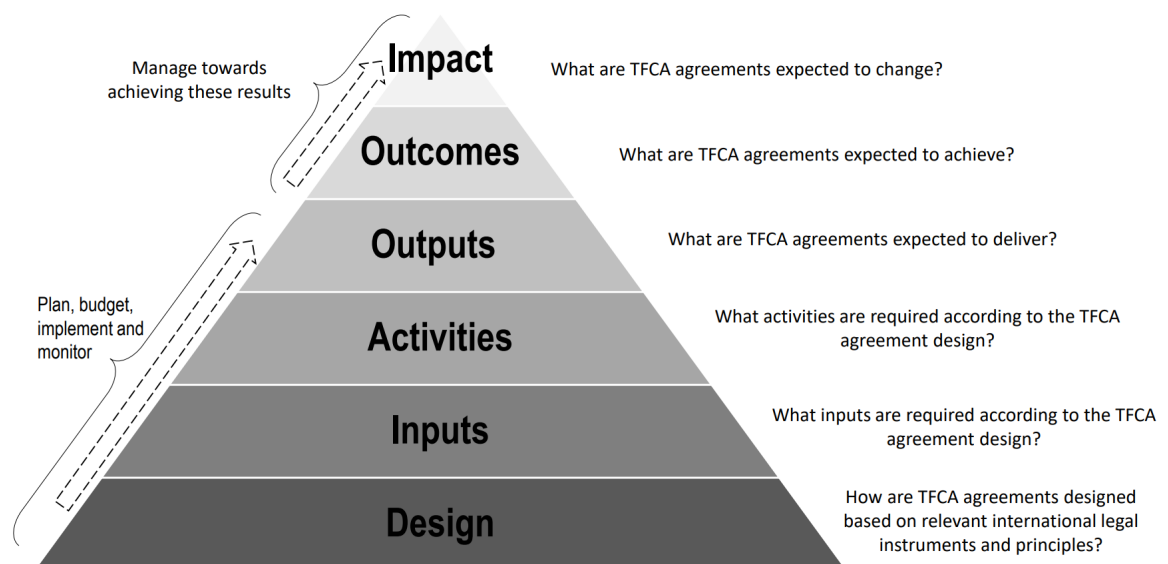 Impact
Manage towards
achieving these results
What are TFCA agreements expected to change?
Outcomes
What are TFCA agreements expected to achieve?
Outputs
What are TFCA agreements expected to deliver?
Plan, budget,
implement and
monitor
Activities
What activities are required according to the TFCA
agreement design?
Inputs
What inputs are required according to the TFCA
agreement design?
Design
How are TFCA agreements designed
based on relevant international legal
instruments and principles?